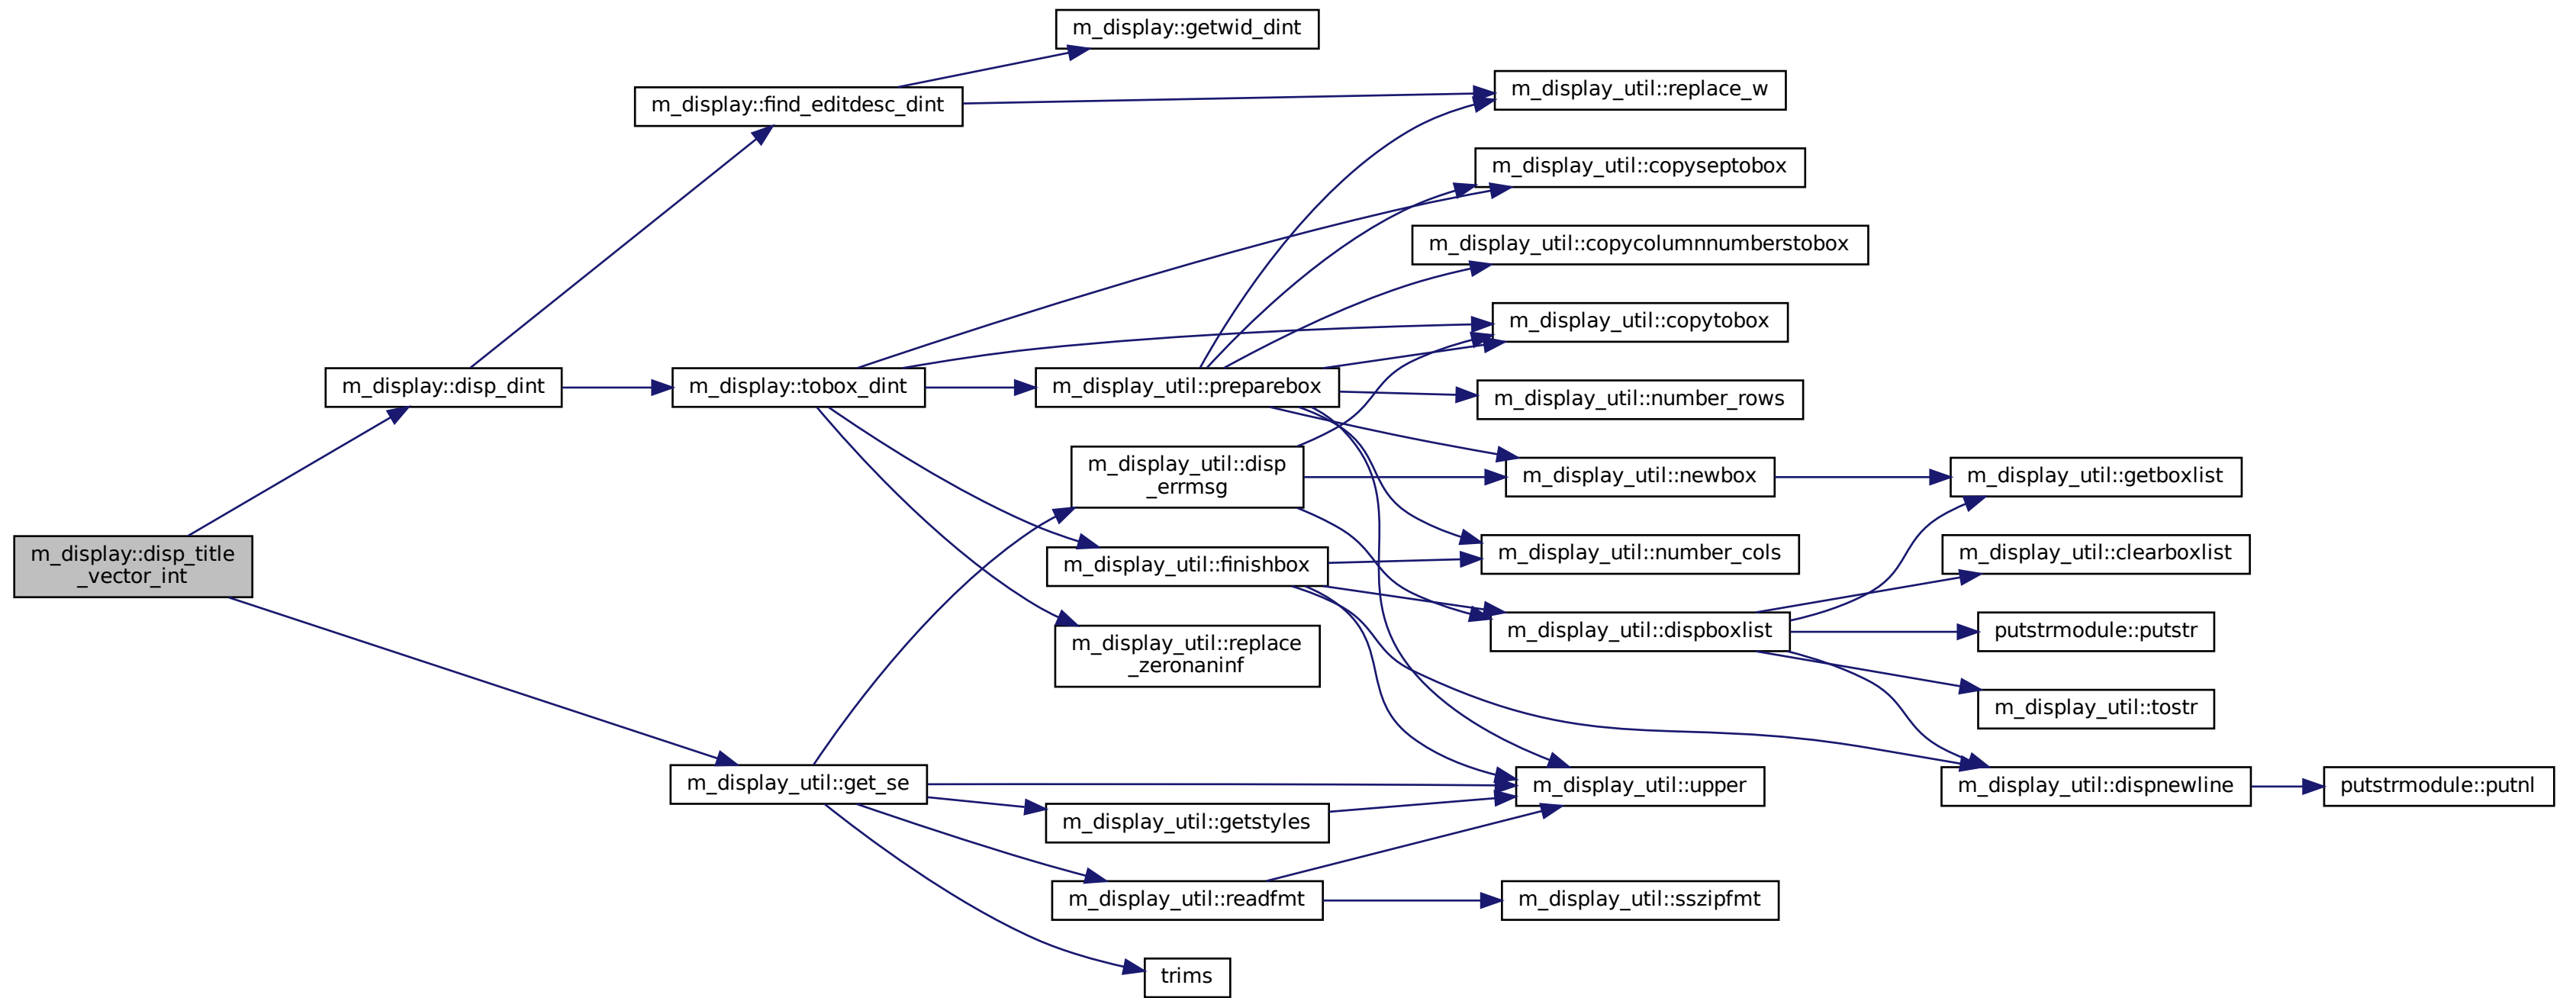 m_display::getwid_dint
m_display::find_editdesc_dint
m_display_util::replace_w
m_display_util::copyseptobox
m_display_util::copycolumnnumberstobox
m_display_util::copytobox
m_display::disp_dint
m_display::tobox_dint
m_display_util::preparebox
m_display_util::number_rows
m_display_util::disp
_errmsg
m_display_util::newbox
m_display_util::getboxlist
m_display::disp_title
_vector_int
m_display_util::finishbox
m_display_util::number_cols
m_display_util::clearboxlist
m_display_util::replace
_zeronaninf
m_display_util::dispboxlist
putstrmodule::putstr
m_display_util::tostr
m_display_util::get_se
m_display_util::upper
m_display_util::dispnewline
putstrmodule::putnl
m_display_util::getstyles
m_display_util::readfmt
m_display_util::sszipfmt
trims